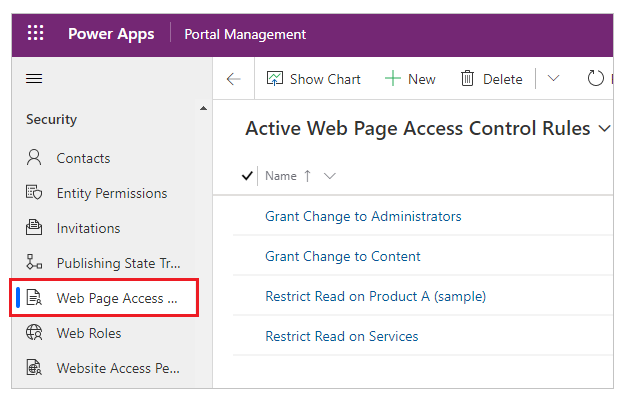 Power Apps Portal Management
Show Chart New Delete
Security
Contacts
Entity Permissions
Invitations
Publishing State Tr...
Web Page Access ...
Web Roles
Website Access Pe...
Active Web Page Access Control Rules
Name
Grant Change to Administrators
Grant Change to Content
Restrict Read on Product A (sample)
Restrict Read on Services